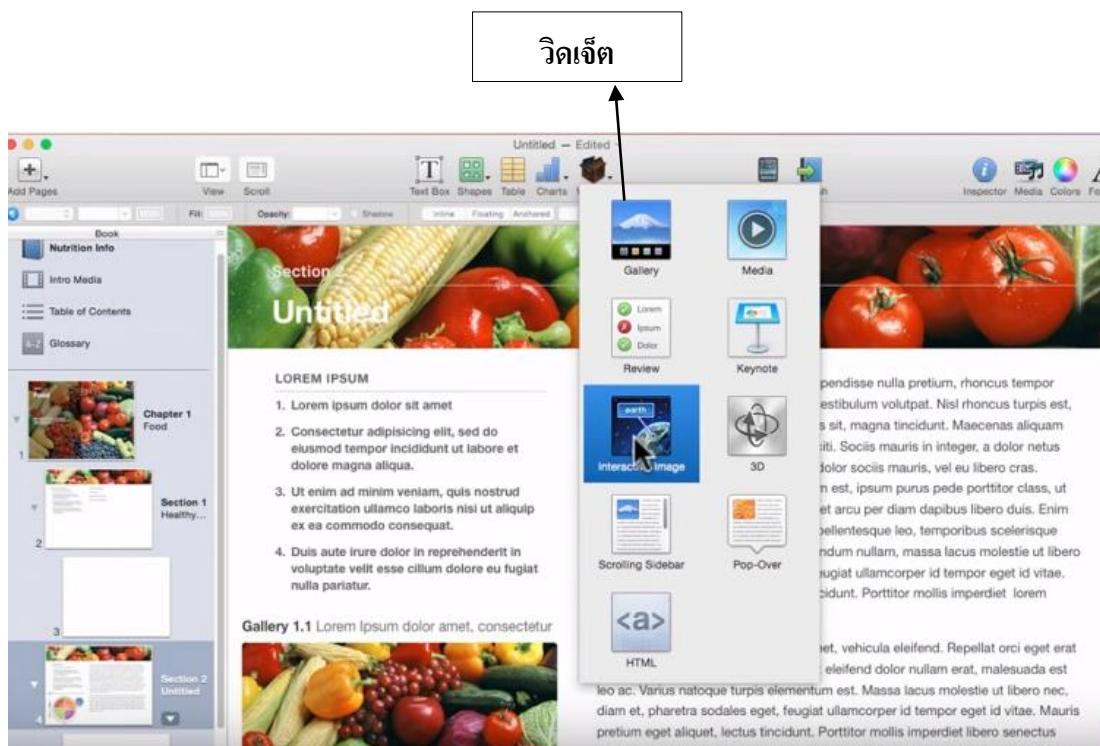 วิดเจ็ต
Untitled — Edited
Add Pages
View
Scroll
Text Box
Shapes
Table
Charts
Inspector
Media
Colors
Fill:
Opacity:
Shadow
Inline
Floating
Anchored
Book
Nutrition Info
Intro Media
Table of Contents
A-Z
Glossary
Chapter 1
Food
1
Section 1
Healthy...
2
3
Section 2
Untitled
4
Section 2
Untitled
LOREM IPSUM
1. Lorem ipsum dolor sit amet
2. Consectetur adipisicing elit, sed do
eiusmod tempor incididunt ut labore et
dolore magna aliqua.
3. Ut enim ad minim veniam, quis nostrud
exercitation ullamco laboris nisi ut aliquip
ex ea commodo consequat.
4. Duis aute irure dolor in reprehenderit in
voluptate velit esse cillum dolore eu fugiat
nulla pariatur.
Gallery 1.1 Lorem Ipsum dolor amet, consectetur
Gallery
Media
Lorem
Ipsum
Dolor
Review
Keynote
earth
Interactive Image
3D
Scrolling Sidebar
Pop-Over
<a>
HTML
pendisse nulla pretium, rhoncus tempor
estibulum volutpat. Nisl rhoncus turpis est,
s sit, magna tincidunt. Maecenas aliquam
citi. Sociis mauris in integer, a dolor netus
dolor sociis mauris, vel eu libero cras.
n est, ipsum purus pede porttitor class, ut
et arcu per diam dapibus libero duis. Enim
pellentesque leo, temporibus scelerisque
ndum nullam, massa lacus molestie ut libero
eugiat ullamcorper id tempor eget id vitae.
cidunt. Porttitor mollis imperdiet lorem
et, vehicula eleifend. Repellat orci eget erat
eleifend dolor nullam erat, malesuada est
leo ac. Varius natoque turpis elementum est. Massa lacus molestie ut libero nec,
diam et, pharetra sodales eget, feugiat ullamcorper id tempor eget id vitae. Mauris
pretium eget aliquet, lectus tincidunt. Porttitor mollis imperdiet libero senectus